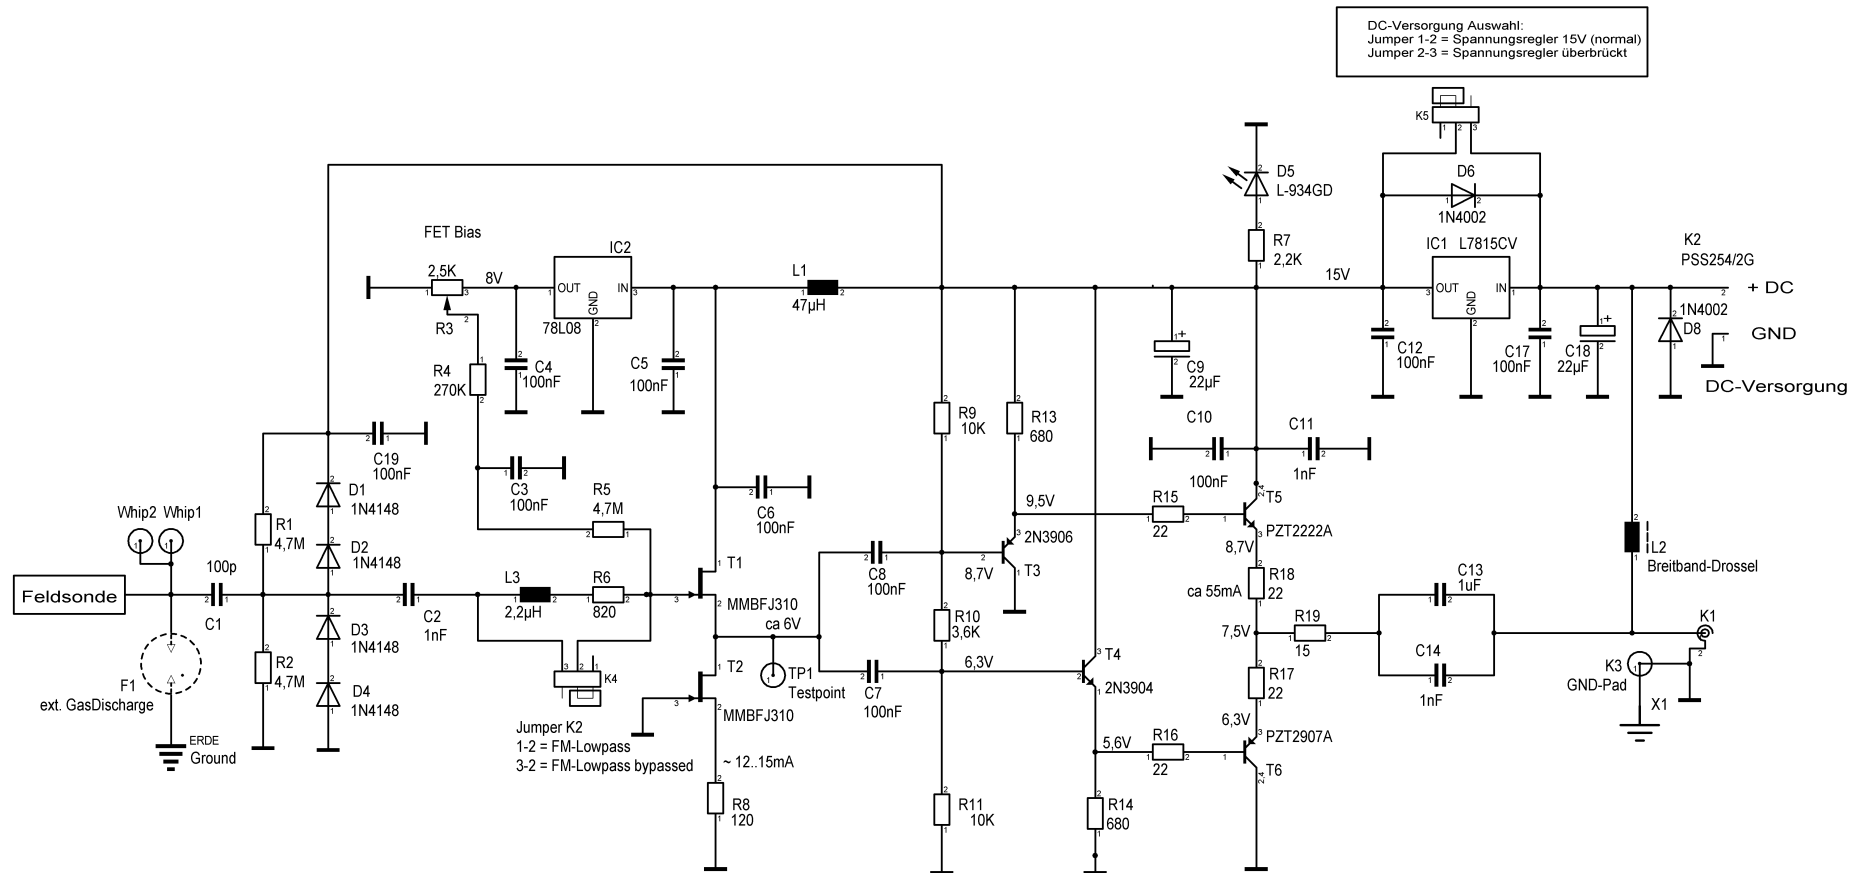 DC-Versorgung Auswahl:
Jumper 1-2 = Spannungsregler 15V (normal)
Jumper 2-3 = Spannungsregler überbrückt
K5
1 2 3
D5
L-934GD
D6
1N4002
FET Bias
R7
2,2K
IC1 L7815CV
K2
PSS254/2G
IC2
2,5K
8V
OUT
IN
GND
78L08
L1
47µH
15V
OUT
IN
GND
+ DC
1N4002
D8
GND
DC-Versorgung
R3
R4
270K
C4
100nF
C5
100nF
C9
22µF
C12
100nF
C17
100nF
C18
22µF
R9
10K
R13
680
C10
100nF
C11
1nF
C19
100nF
C3
100nF
R5
4,7M
C6
100nF
D1
1N4148
Whip2
Whip1
R1
4,7M
D2
1N4148
9,5V
R15
22
T5
PZT2222A
8,7V
2N3906
T3
8,7V
L2
Breitband-Drossel
100p
Feldsonde
C1
C2
1nF
L3
2,2µH
R6
820
T1
MMBFJ310
ca 6V
C8
100nF
R10
3,6K
ca 55mA
R18
22
C13
1uF
7,5V
R19
15
K1
D3
1N4148
R2
4,7M
F1
ext. GasDischarge
D4
1N4148
K4
3 2 1
T2
MMBFJ310
TP1
Testpoint
C7
100nF
6,3V
T4
2N3904
R17
22
C14
1nF
K3
GND-Pad
X1
6,3V
PZT2907A
T6
5,6V
R16
22
ERDE
Ground
Jumper K2
1-2 = FM-Lowpass
3-2 = FM-Lowpass bypassed
~ 12..15mA
R8
120
R11
10K
R14
680